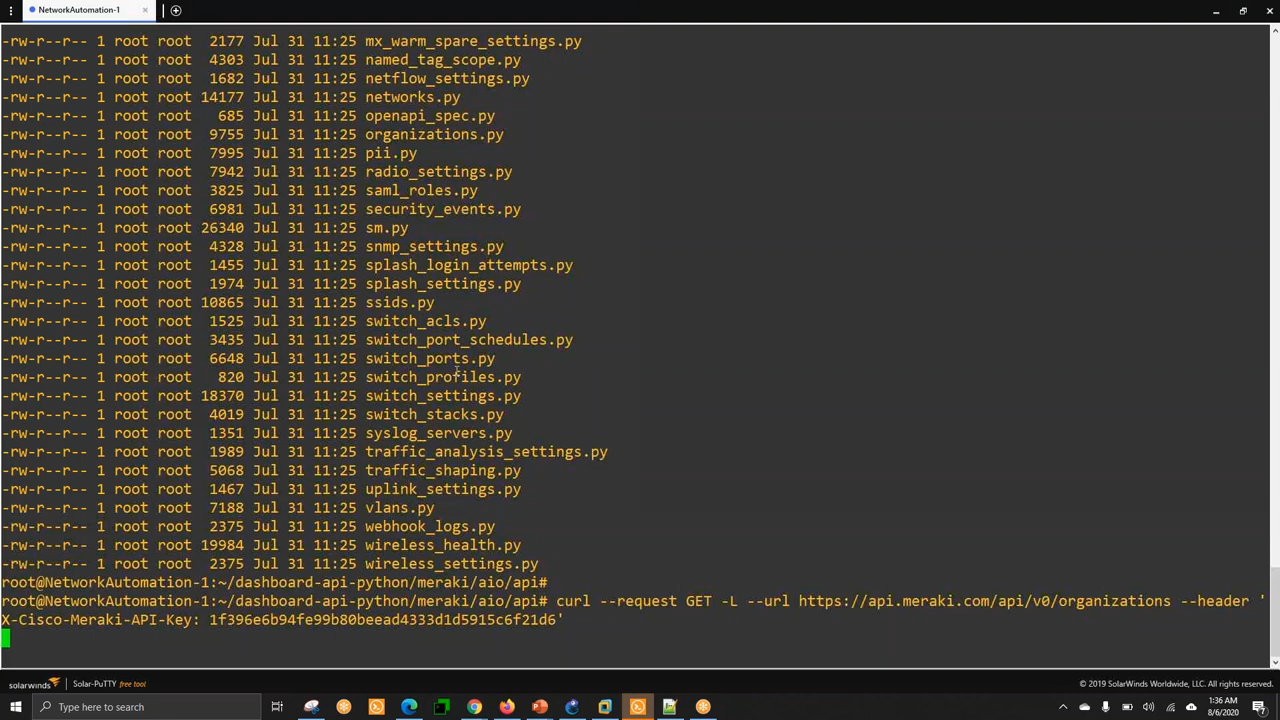 NetworkAutomation-1
-rw-r--r-- 1 root root 2177 Jul 31 11:25 mx_warm_spare_settings.py
-rw-r--r-- 1 root root 4303 Jul 31 11:25 named_tag_scope.py
-rw-r--r-- 1 root root 1682 Jul 31 11:25 netflow_settings.py
-rw-r--r-- 1 root root 14177 Jul 31 11:25 networks.py
-rw-r--r-- 1 root root 685 Jul 31 11:25 openapi_spec.py
-rw-r--r-- 1 root root 9755 Jul 31 11:25 organizations.py
-rw-r--r-- 1 root root 7995 Jul 31 11:25 pii.py
-rw-r--r-- 1 root root 7942 Jul 31 11:25 radio_settings.py
-rw-r--r-- 1 root root 3825 Jul 31 11:25 saml_roles.py
-rw-r--r-- 1 root root 6981 Jul 31 11:25 security_events.py
-rw-r--r-- 1 root root 26340 Jul 31 11:25 sm.py
-rw-r--r-- 1 root root 4328 Jul 31 11:25 snmp_settings.py
-rw-r--r-- 1 root root 1455 Jul 31 11:25 splash_login_attempts.py
-rw-r--r-- 1 root root 1974 Jul 31 11:25 splash_settings.py
-rw-r--r-- 1 root root 10865 Jul 31 11:25 ssids.py
-rw-r--r-- 1 root root 1525 Jul 31 11:25 switch_acls.py
-rw-r--r-- 1 root root 3435 Jul 31 11:25 switch_port_schedules.py
-rw-r--r-- 1 root root 6648 Jul 31 11:25 switch_ports.py
-rw-r--r-- 1 root root 820 Jul 31 11:25 switch_profiles.py
-rw-r--r-- 1 root root 18370 Jul 31 11:25 switch_settings.py
-rw-r--r-- 1 root root 4019 Jul 31 11:25 switch_stacks.py
-rw-r--r-- 1 root root 1351 Jul 31 11:25 syslog_servers.py
-rw-r--r-- 1 root root 1989 Jul 31 11:25 traffic_analysis_settings.py
-rw-r--r-- 1 root root 5068 Jul 31 11:25 traffic_shaping.py
-rw-r--r-- 1 root root 1467 Jul 31 11:25 uplink_settings.py
-rw-r--r-- 1 root root 7188 Jul 31 11:25 vlans.py
-rw-r--r-- 1 root root 2375 Jul 31 11:25 webhook_logs.py
-rw-r--r-- 1 root root 19984 Jul 31 11:25 wireless_health.py
-rw-r--r-- 1 root root 2375 Jul 31 11:25 wireless_settings.py
root@NetworkAutomation-1:~/dashboard-api-python/meraki/aio/api#
root@NetworkAutomation-1:~/dashboard-api-python/meraki/aio/api# curl --request GET -L --url https://api.meraki.com/api/v0/organizations --header '
X-Cisco-Meraki-API-Key: 1f396e6b94fe99b80beead4333d1d5915c6f21d6'
solarwinds Solar-PuTTY free tool © 2019 SolarWinds Worldwide, LLC. All rights reserved.
Type here to search
1:36 AM
8/6/2020